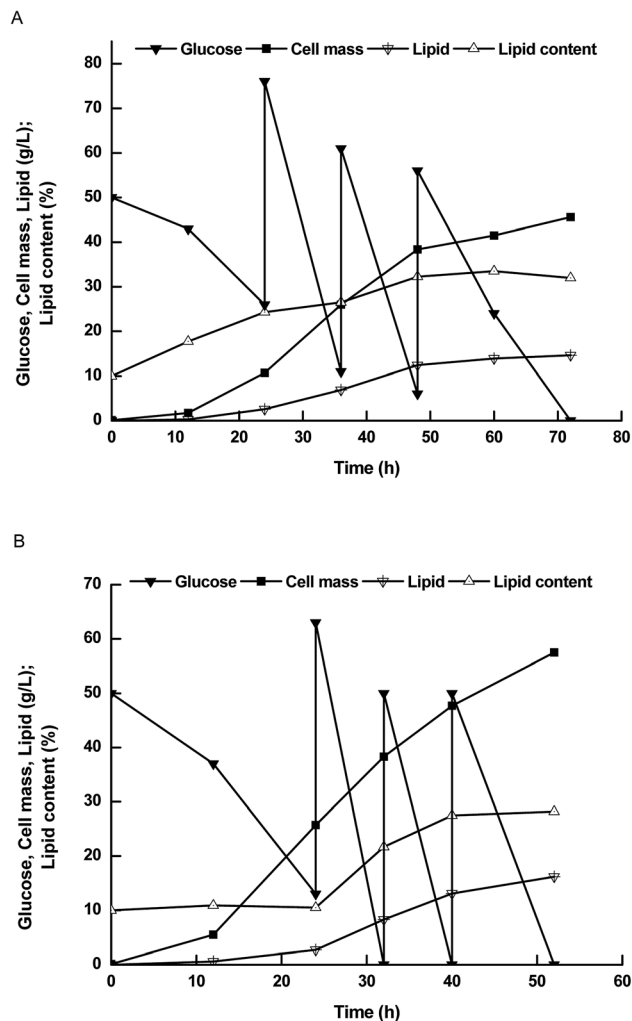 A
Glucose Cell mass Lipid Lipid content
80
70
60
50
40
30
20
10
0
Glucose, Cell mass, Lipid (g/L);
Lipid content (%)
0 10 20 30 40 50 60 70 80
Time (h)
B
Glucose Cell mass Lipid Lipid content
70
60
50
40
30
20
10
0
Glucose, Cell mass, Lipid (g/L);
Lipid content (%)
0 10 20 30 40 50 60
Time (h)